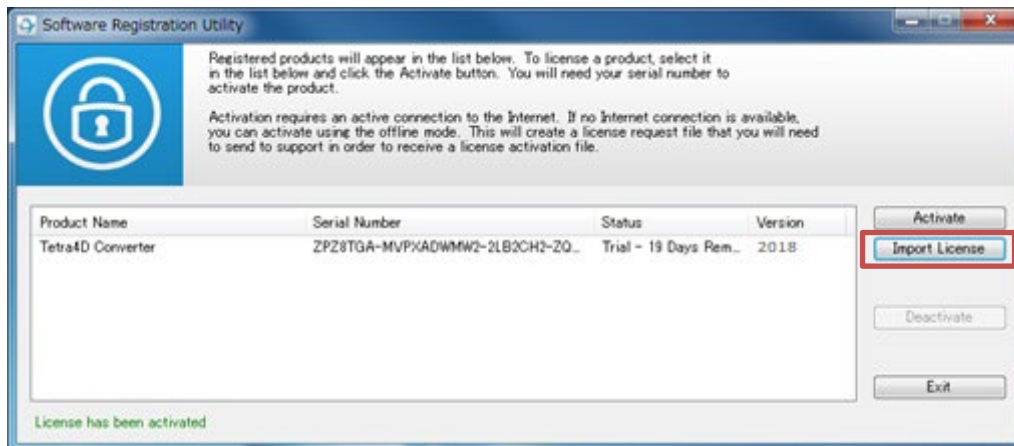 Software Registration Utility
Registered products will appear in the list below. To license a product, select it
in the list below and click the Activate button. You will need your serial number to
activate the product.
Activation requires an active connection to the Internet. If no Internet connection is available,
you can activate using the offline mode. This will create a license request file that you will need
to send to support in order to receive a license activation file.
Product Name Serial Number Status Version
Tetra4D Converter ZPZ8TGA-MVPXADWMW2-2LB2CH2-ZQ... Trial - 19 Days Rem... 2018
Activate
Import License
Deactivate
Exit
License has been activated